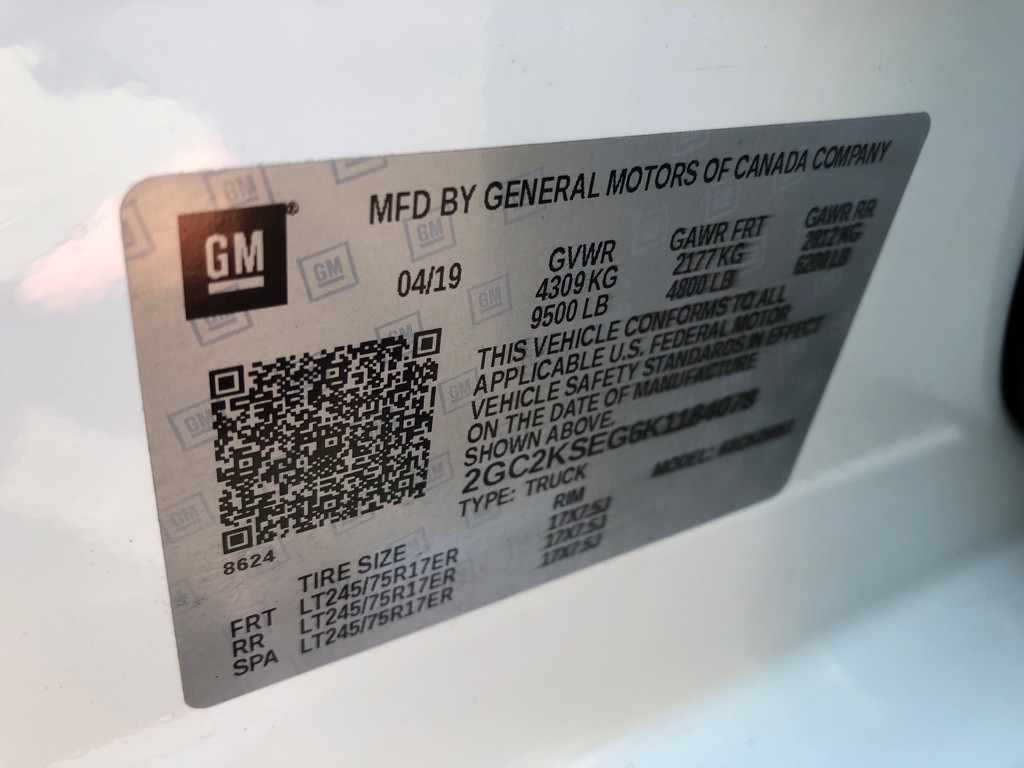 GM
MFD BY GENERAL MOTORS OF CANADA COMPANY
04/19
GVWR
4309 KG
9500 LB
GAWR FRT
2177 KG
4800 LB
GAWR RR
2812 KG
6200 LB
THIS VEHICLE CONFORMS TO ALL
APPLICABLE U.S. FEDERAL MOTOR
VEHICLE SAFETY STANDARDS IN EFFECT
ON THE DATE OF MANUFACTURE
SHOWN ABOVE.
2GC2KSEG6K1184078
TYPE: TRUCK
MODEL:
8624
TIRE SIZE
RIM
FRT LT245/75R17ER 17X7.5J
RR LT245/75R17ER 17X7.5J
SPA LT245/75R17ER 17X7.5J